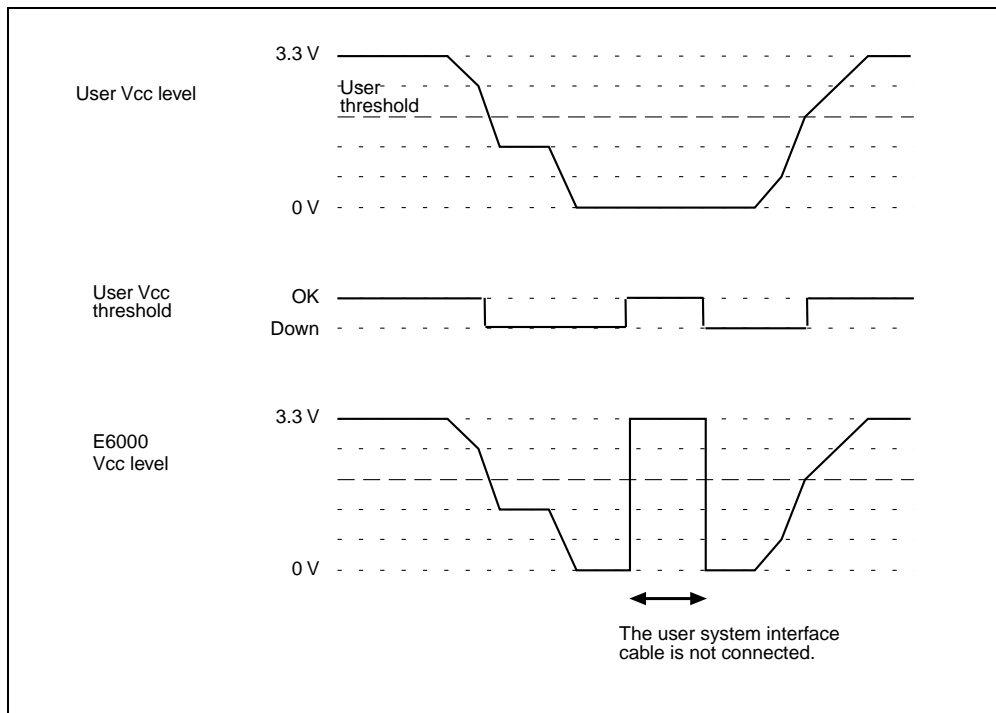 3.3 V
User Vcc level
User
threshold
0 V
User Vcc
threshold
OK
Down
3.3 V
E6000
Vcc level
0 V
The user system interface
cable is not connected.